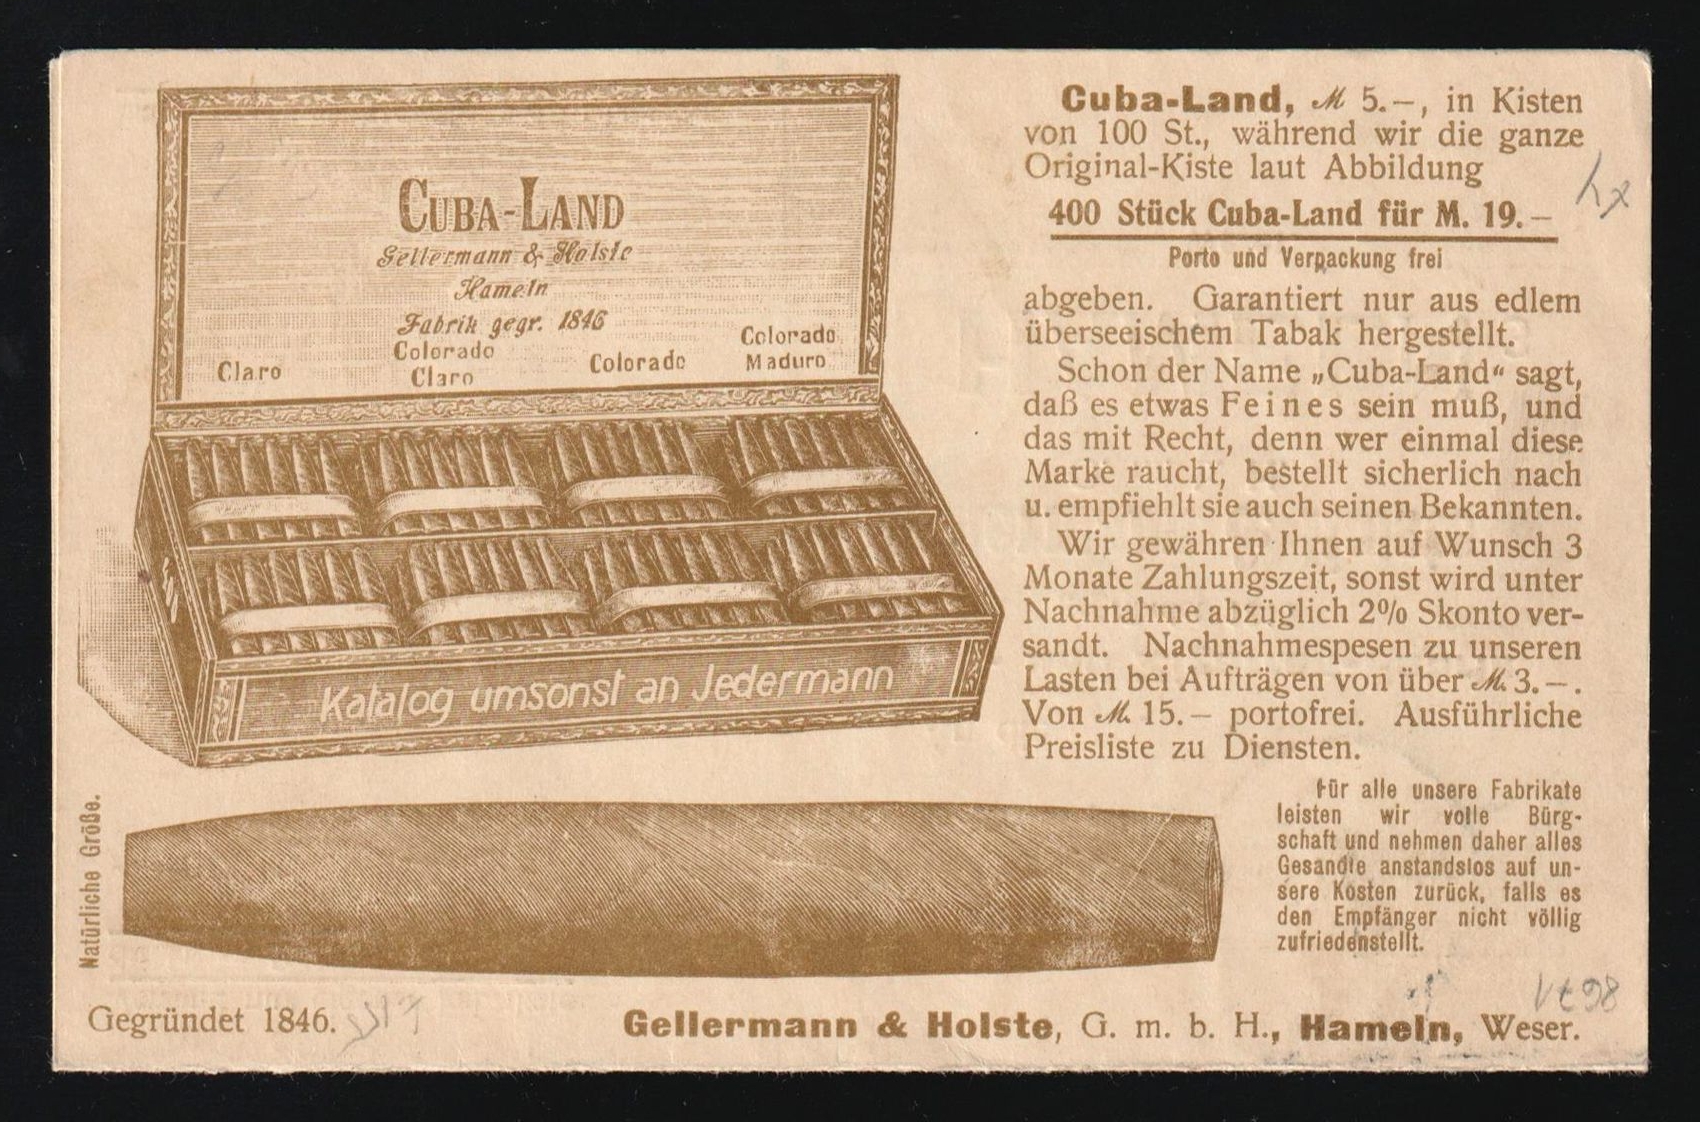 CUBA-LAND
Gellermann & Holste
Hameln
Fabrik gegr. 1846
Claro
Colorado
Claro
Colorado
Colorado
Maduro
Katalog umsonst an Jedermann
Cuba-Land, M 5.—, in Kisten
von 100 St., während wir die ganze
Original-Kiste laut Abbildung
400 Stück Cuba-Land für M. 19.—
Porto und Verpackung frei
abgeben. Garantiert nur aus edlem
überseeischem Tabak hergestellt.
Schon der Name „Cuba-Land“ sagt,
daß es etwas Feines sein muß, und
das mit Recht, denn wer einmal diese
Marke raucht, bestellt sicherlich nach
u. empfiehlt sie auch seinen Bekannten.
Wir gewähren Ihnen auf Wunsch 3
Monate Zahlungszeit, sonst wird unter
Nachnahme abzüglich 2% Skonto ver-
sandt. Nachnahmespesen zu unseren
Lasten bei Aufträgen von über M. 3.—.
Von M. 15.— portofrei. Ausführliche
Preisliste zu Diensten.
Für alle unsere Fabrikate
leisten wir volle Bürg-
schaft und nehmen daher alles
Gesandte anstandslos auf un-
sere Kosten zurück, falls es
den Empfänger nicht völlig
zufriedenstellt.
Natürliche Größe.
Gegründet 1846.
Gellermann & Holste, G. m. b. H., Hameln, Weser.